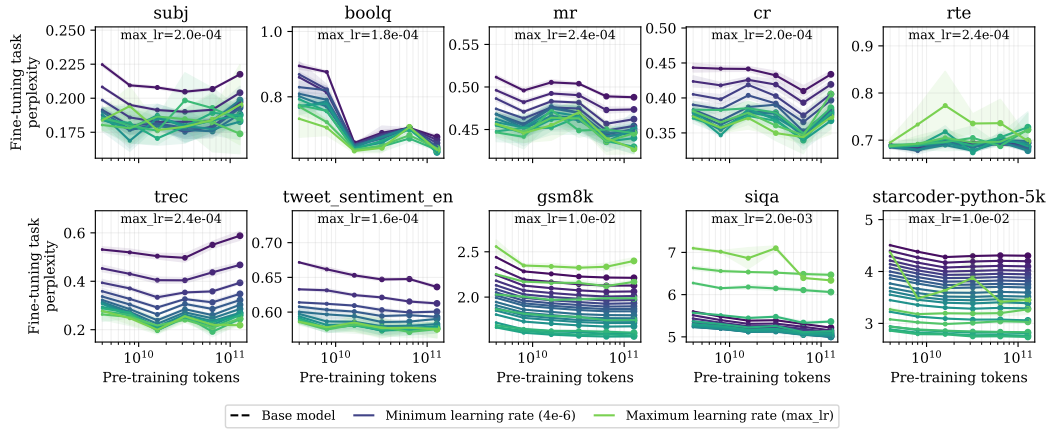 subj
boolq
mr
cr
rte
max_lr=2.0e-04
max_lr=1.8e-04
max_lr=2.4e-04
max_lr=2.0e-04
max_lr=2.4e-04
Fine-tuning task
perplexity
0.250
0.225
0.200
0.175
1.0
0.8
0.55
0.50
0.45
0.50
0.45
0.40
0.35
0.9
0.8
0.7
trec
tweet_sentiment_en
gsm8k
siqa
starcoder-python-5k
max_lr=2.4e-04
max_lr=1.6e-04
max_lr=1.0e-02
max_lr=2.0e-03
max_lr=1.0e-02
Fine-tuning task
perplexity
0.6
0.4
0.2
0.70
0.65
0.60
2.5
2.0
7
6
5
5
4
3
10^10
10^11
10^10
10^11
10^10
10^11
10^10
10^11
10^10
10^11
Pre-training tokens
Pre-training tokens
Pre-training tokens
Pre-training tokens
Pre-training tokens
Base model
Minimum learning rate (4e-6)
Maximum learning rate (max_lr)